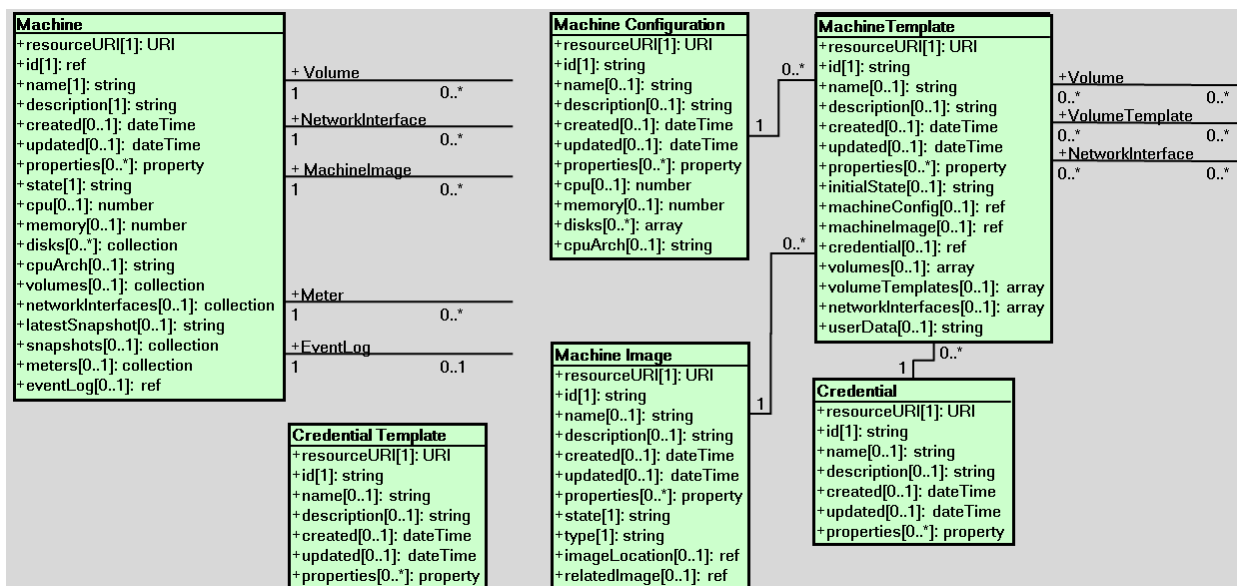 Machine
+resourceURI[1]: URI
+id[1]: ref
+name[1]: string
+description[1]: string
+created[0..1]: dateTime
+updated[0..1]: dateTime
+properties[0..*]: property
+state[1]: string
+cpu[0..1]: number
+memory[0..1]: number
+disks[0..*]: collection
+cpuArch[0..1]: string
+volumes[0..1]: collection
+networkInterfaces[0..1]: collection
+latestSnapshot[0..1]: string
+snapshots[0..1]: collection
+meters[0..1]: collection
+eventLog[0..1]: ref
+ Volume
1 0..*
+NetworkInterface
1 0..*
+ MachineImage
1 0..*
+Meter
1 0..*
+EventLog
1 0..1
Credential Template
+resourceURI[1]: URI
+id[1]: string
+name[0..1]: string
+description[0..1]: string
+created[0..1]: dateTime
+updated[0..1]: dateTime
+properties[0..*]: property
Machine Configuration
+resourceURI[1]: URI
+id[1]: string
+name[0..1]: string
+description[0..1]: string
+created[0..1]: dateTime
+updated[0..1]: dateTime
+properties[0..*]: property
+cpu[0..1]: number
+memory[0..1]: number
+disks[0..*]: array
+cpuArch[0..1]: string
0..*
1
Machine Image
+resourceURI[1]: URI
+id[1]: string
+name[0..1]: string
+description[0..1]: string
+created[0..1]: dateTime
+updated[0..1]: dateTime
+properties[0..*]: property
+state[1]: string
+type[1]: string
+imageLocation[0..1]: ref
+relatedImage[0..1]: ref
0..*
1
MachineTemplate
+resourceURI[1]: URI
+id[1]: string
+name[0..1]: string
+description[0..1]: string
+created[0..1]: dateTime
+updated[0..1]: dateTime
+properties[0..*]: property
+initialState[0..1]: string
+machineConfig[0..1]: ref
+machineImage[0..1]: ref
+credential[0..1]: ref
+volumes[0..1]: array
+volumeTemplates[0..1]: array
+networkInterfaces[0..1]: array
+userData[0..1]: string
+Volume
0..* 0..*
+VolumeTemplate
0..* 0..*
+NetworkInterface
0..* 0..*
0..*
1
Credential
+resourceURI[1]: URI
+id[1]: string
+name[0..1]: string
+description[0..1]: string
+created[0..1]: dateTime
+updated[0..1]: dateTime
+properties[0..*]: property